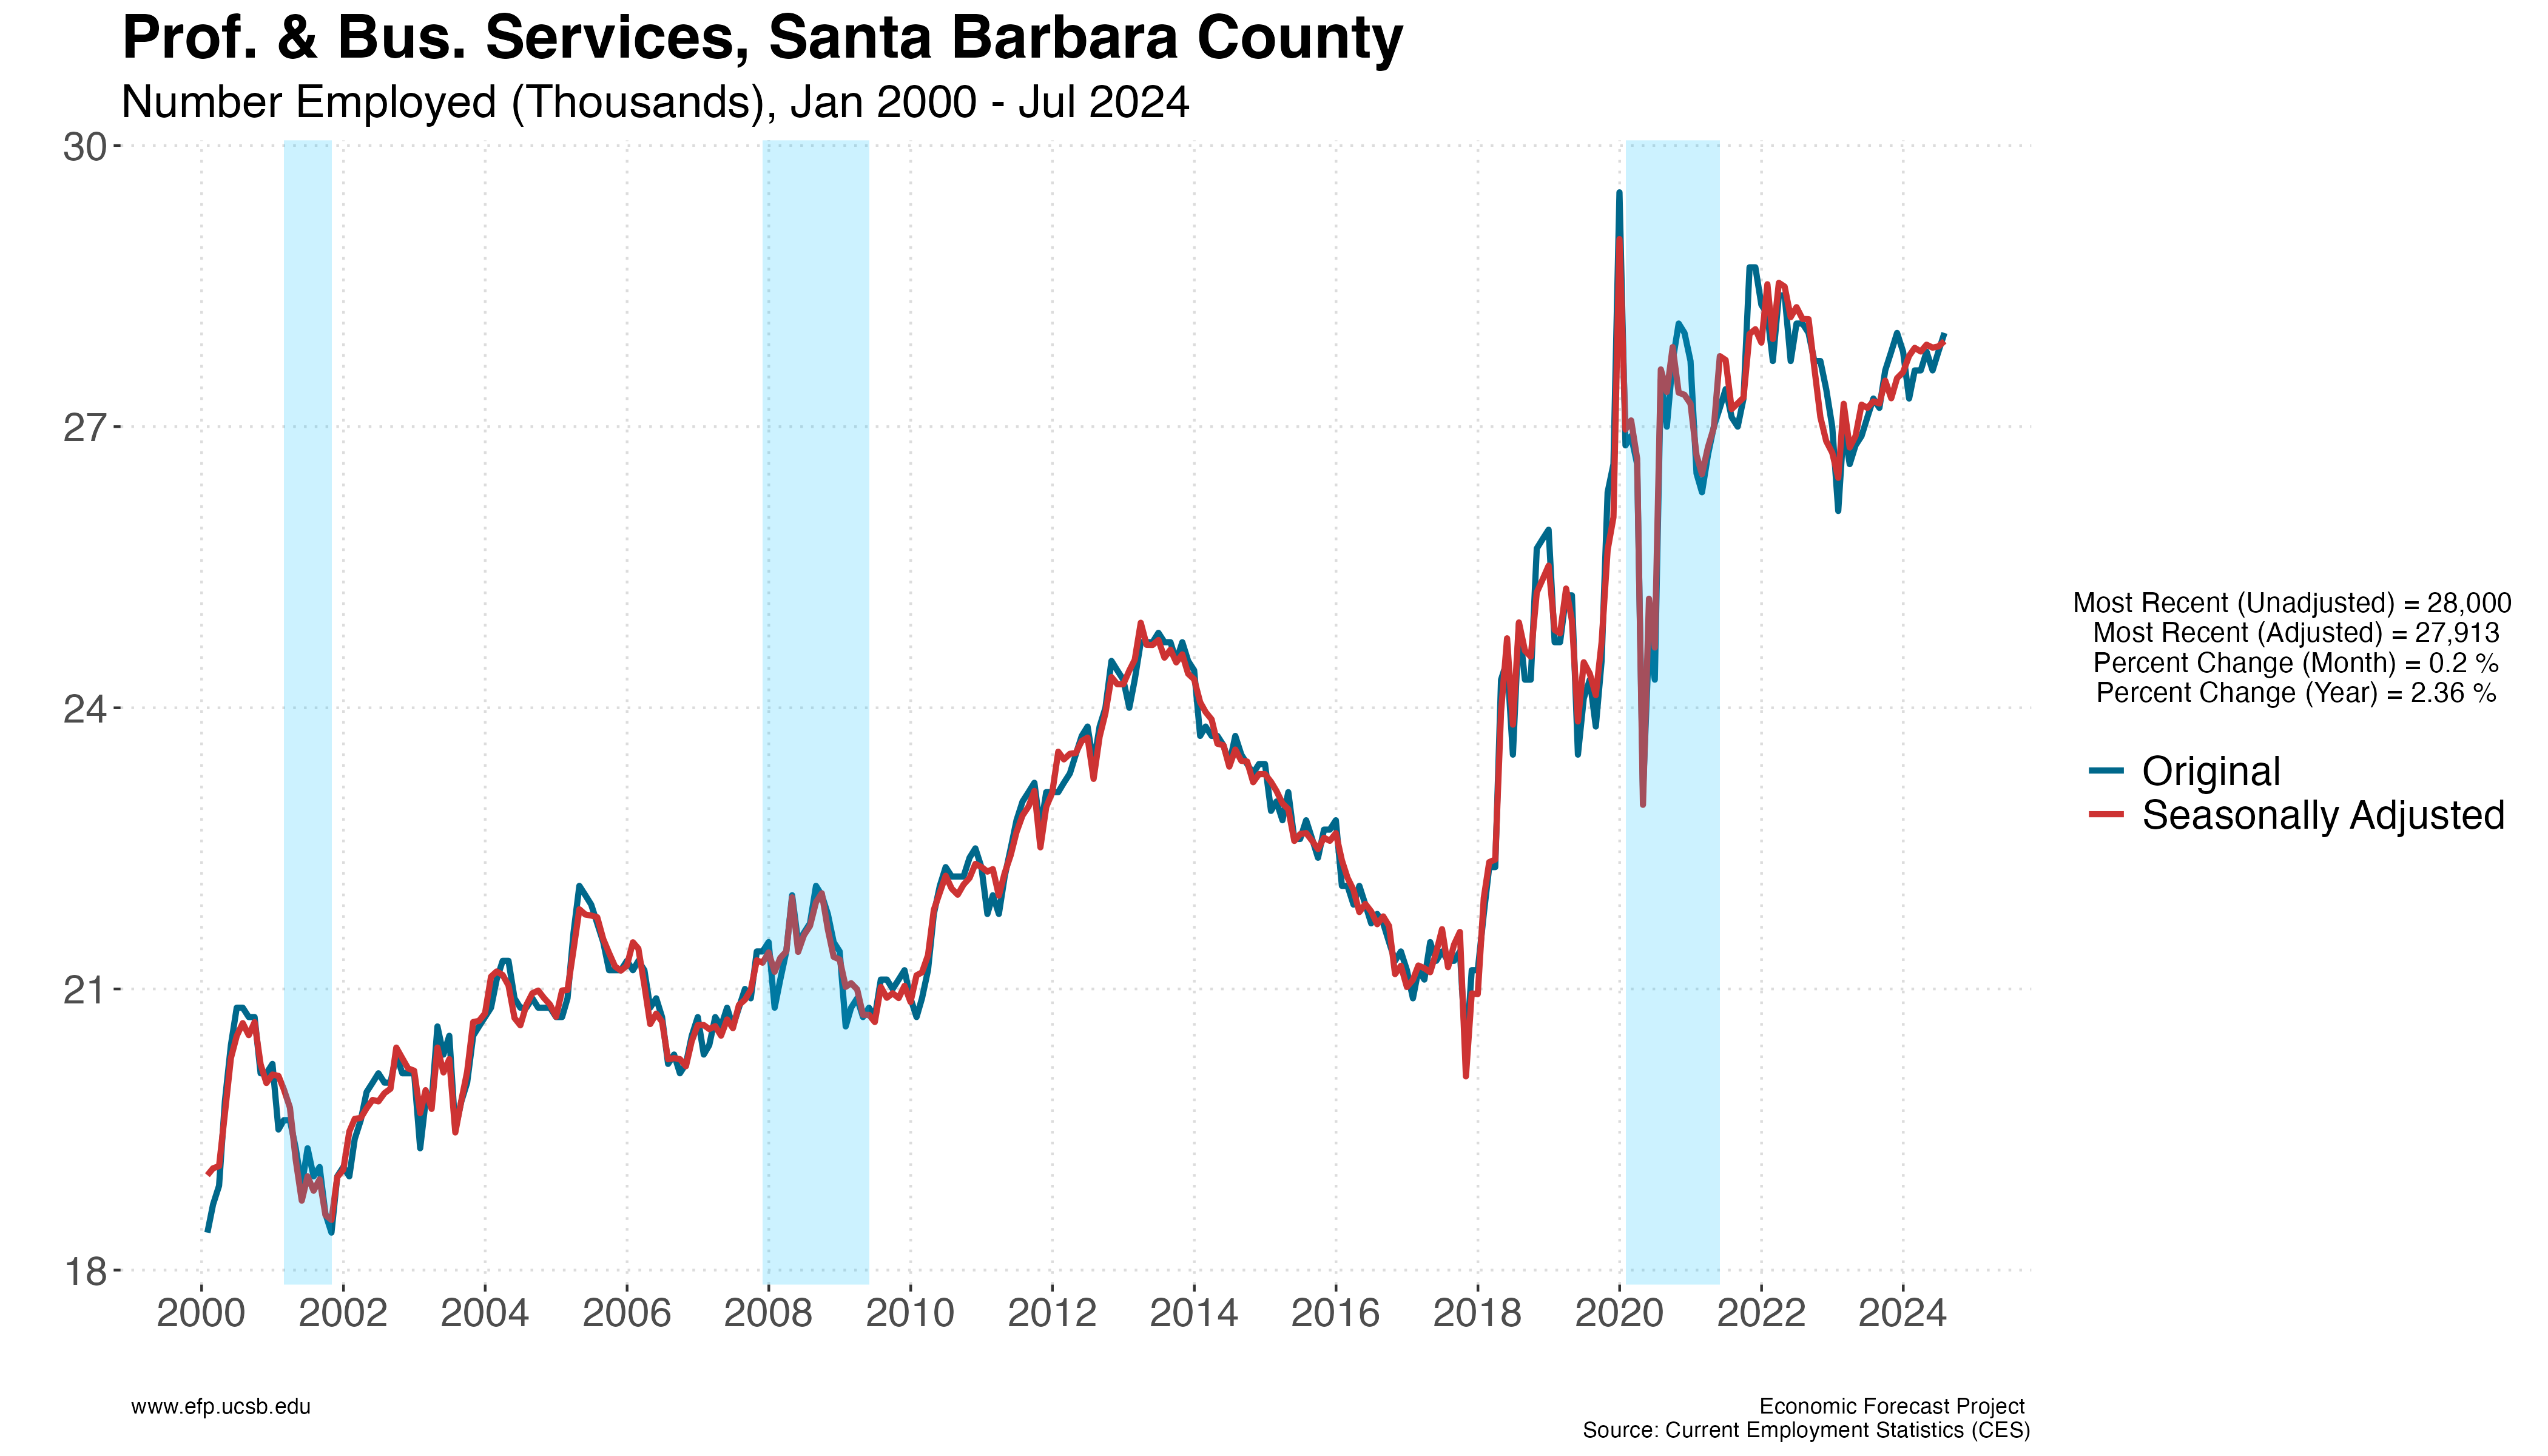 Prof. & Bus. Services, Santa Barbara County
Number Employed (Thousands), Jan 2000 - Jul 2024
30
27
24
21
18
2000 2002 2004 2006 2008 2010 2012 2014 2016 2018 2020 2022 2024
Most Recent (Unadjusted) = 28,000
Most Recent (Adjusted) = 27,913
Percent Change (Month) = 0.2 %
Percent Change (Year) = 2.36 %
Original
Seasonally Adjusted
www.efp.ucsb.edu
Economic Forecast Project
Source: Current Employment Statistics (CES)